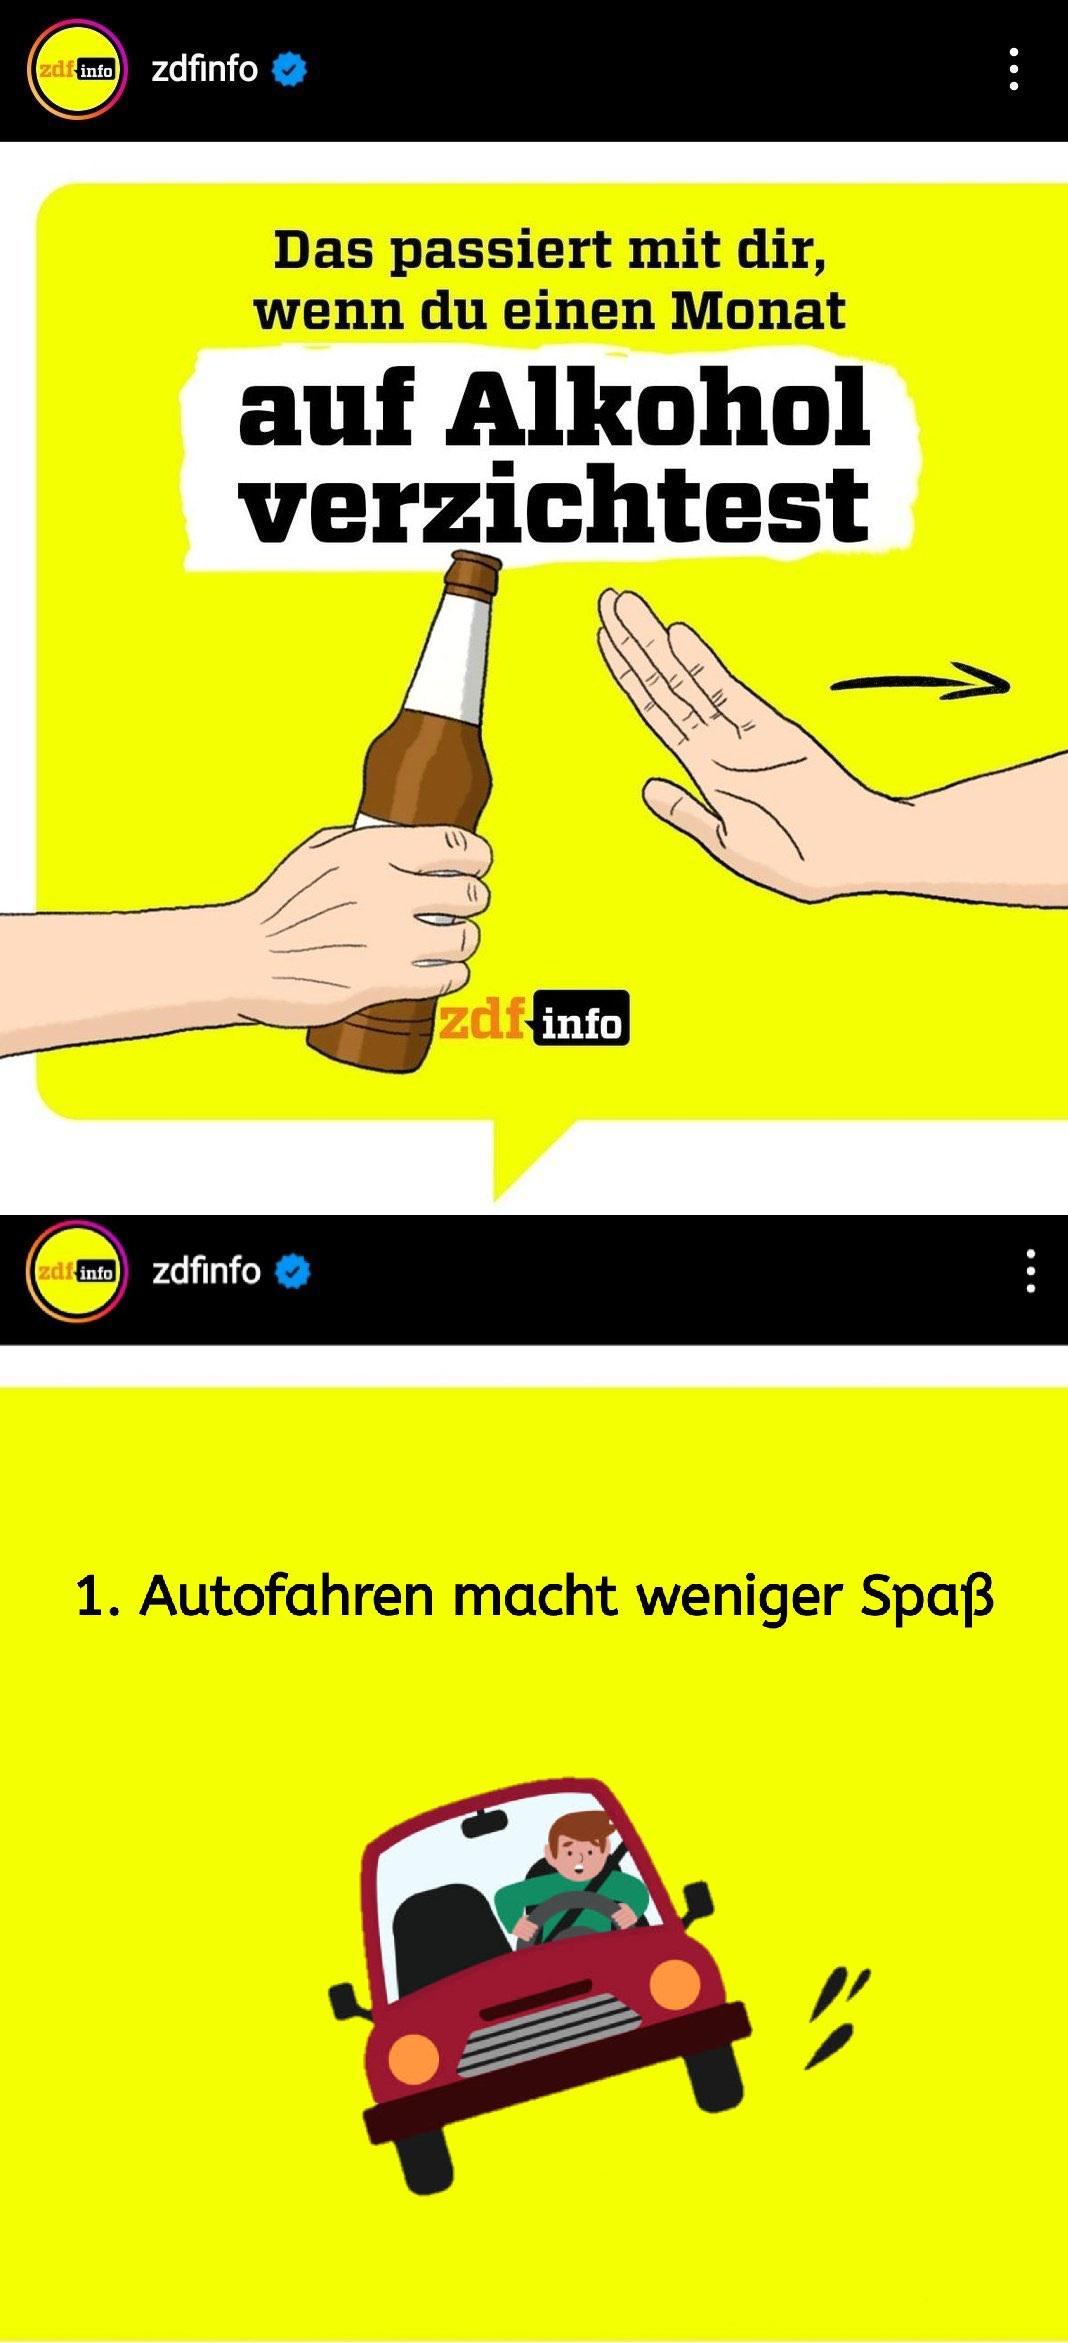 zdf info
zdfinfo
Das passiert mit dir,
wenn du einen Monat
auf Alkohol
verzichtest
zdf info
zdf info
zdfinfo
1. Autofahren macht weniger Spaß